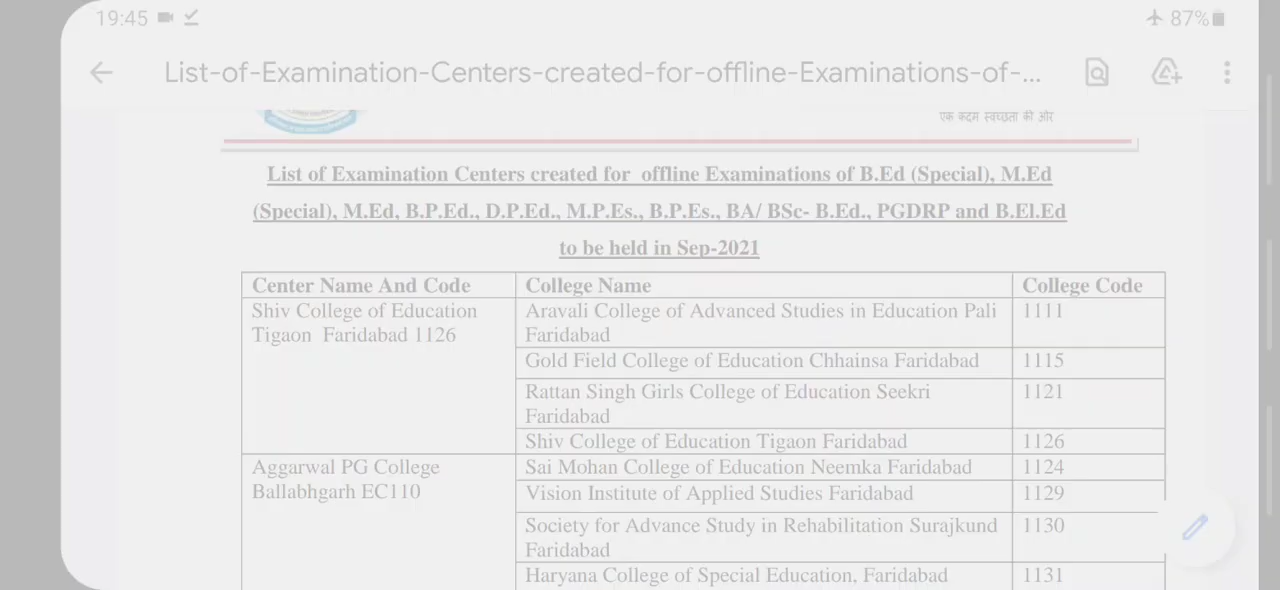 19:45
87%
List-of-Examination-Centers-created-for-offline-Examinations-of-...
एक कदम स्वच्छता की ओर
List of Examination Centers created for offline Examinations of B.Ed (Special), M.Ed
(Special), M.Ed, B.P.Ed., D.P.Ed., M.P.Es., B.P.Es., BA/ BSc- B.Ed., PGDRP and B.El.Ed
to be held in Sep-2021
Center Name And Code College Name College Code
Shiv College of Education Aravali College of Advanced Studies in Education Pali 1111
Tigaon Faridabad 1126 Faridabad
Gold Field College of Education Chhainsa Faridabad 1115
Rattan Singh Girls College of Education Seekri 1121
Faridabad
Shiv College of Education Tigaon Faridabad 1126
Aggarwal PG College Sai Mohan College of Education Neemka Faridabad 1124
Ballabhgarh EC110 Vision Institute of Applied Studies Faridabad 1129
Society for Advance Study in Rehabilitation Surajkund 1130
Faridabad
Haryana College of Special Education, Faridabad 1131